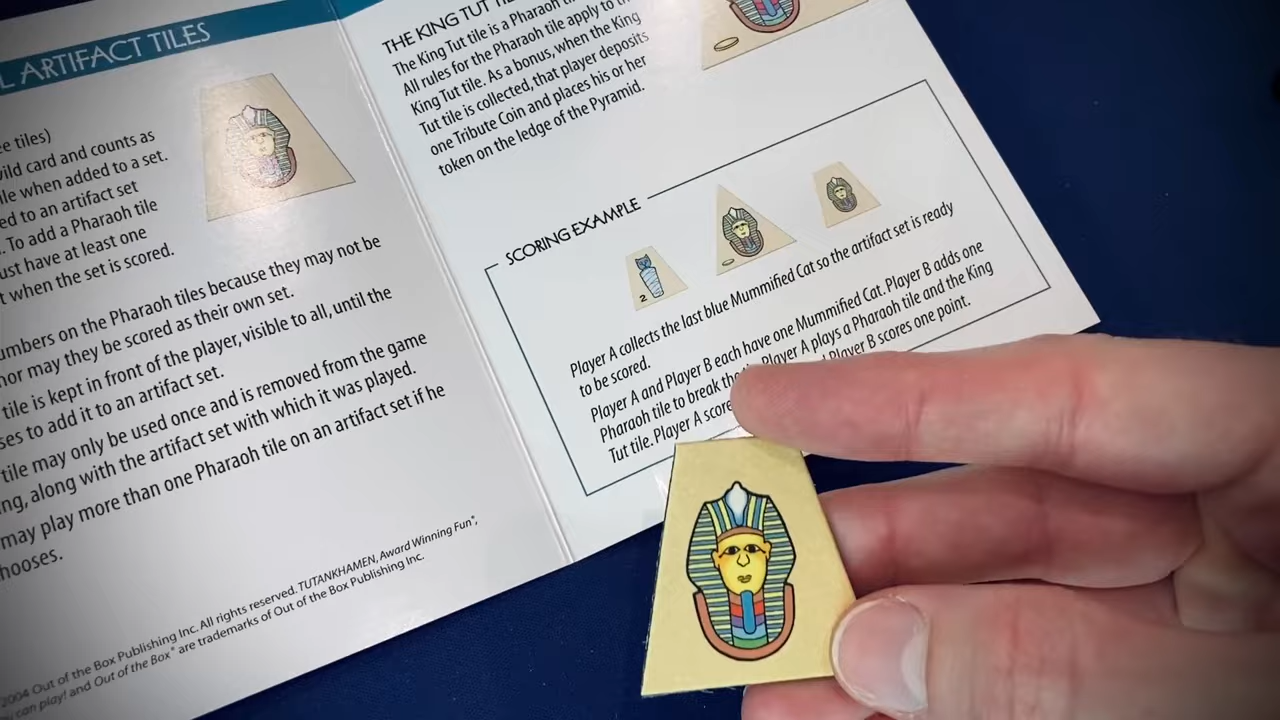 L ARTIFACT TILES
ee tiles)
wild card and counts as
ile when added to a set.
ed to an artifact set
. To add a Pharaoh tile
ust have at least one
t when the set is scored.
umbers on the Pharaoh tiles because they may not be
nor may they be scored as their own set.
tile is kept in front of the player, visible to all, until the
ses to add it to an artifact set.
tile may only be used once and is removed from the game
ing, along with the artifact set with which it was played.
may play more than one Pharaoh tile on an artifact set if he
hooses.
2004 Out of the Box Publishing Inc. All rights reserved. TUTANKHAMEN, Award Winning Fun®,
can play! and Out of the Box® are trademarks of Out of the Box Publishing Inc.
THE KING TUT
The King Tut tile is a Pharaoh
All rules for the Pharaoh tile apply to
King Tut tile. As a bonus, when the King
Tut tile is collected, that player deposits
one Tribute Coin and places his or her
token on the ledge of the Pyramid.
SCORING EXAMPLE
2
Player A collects the last blue Mummified Cat so the artifact set is ready
to be scored.
Player A and Player B each have one Mummified Cat. Player B adds one
Pharaoh tile to break the Player A plays a Pharaoh tile and the King
Tut tile. Player A score Player B scores one point.